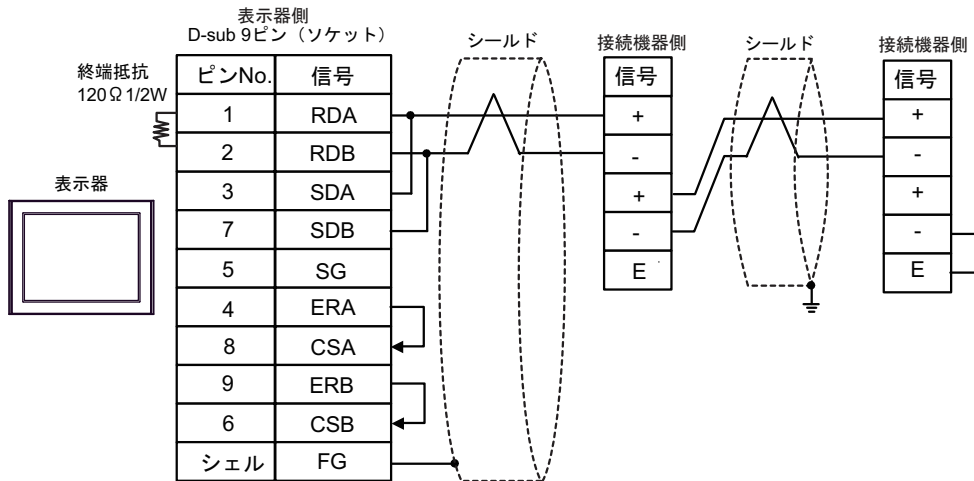 表示器側
D-sub 9ピン（ソケット）
終端抵抗
120Ω 1/2W
表示器
ピンNo. 信号
1 RDA
2 RDB
3 SDA
7 SDB
5 SG
4 ERA
8 CSA
9 ERB
6 CSB
シェル FG
シールド
接続機器側
信号
+
-
+
-
E
シールド
接続機器側
信号
+
-
+
-
E